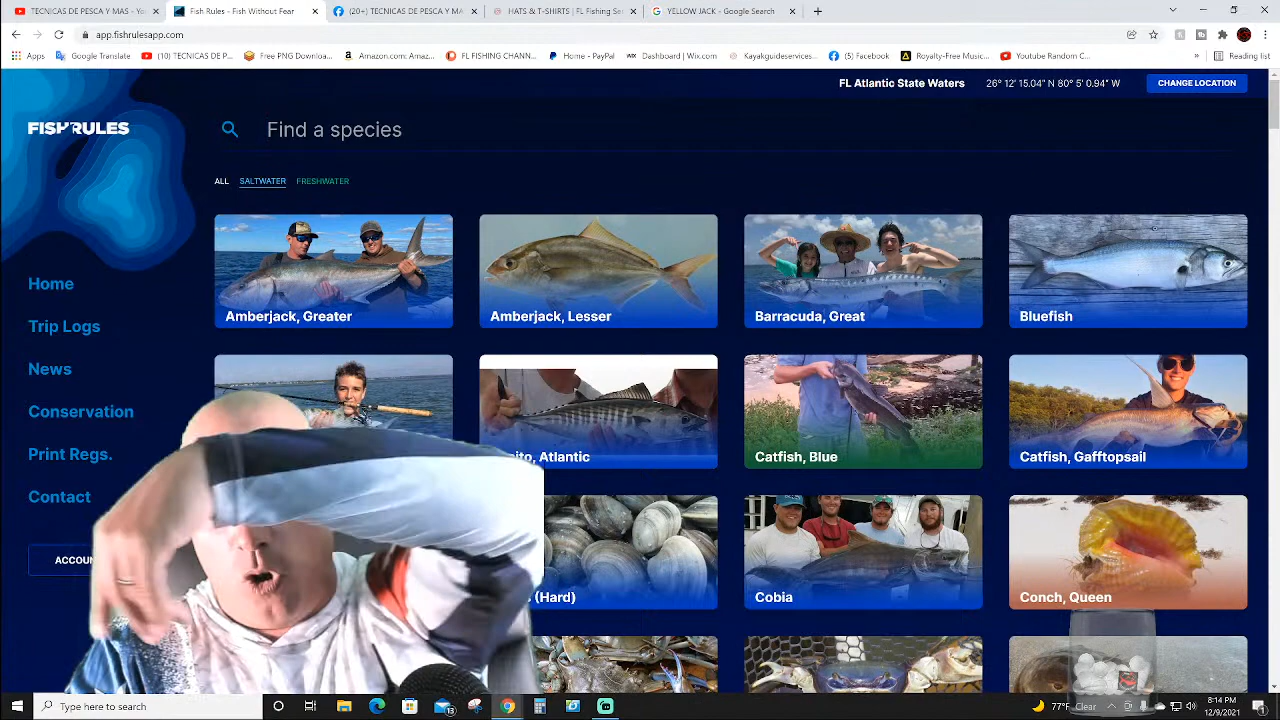 TECNICAS DE PESCA Y MAS - Yo
Fish Rules - Fish Without Fear
(20+) TECNICAS DE PESCA Y MA
HATS & T-SHIRTS | FL Fishing
YELLOW JACK - Google Search
app.fishrulesapp.com
Apps
Google Translate
(10) TECNICAS DE P...
Free PNG Downloa...
Amazon.com: Amaz...
FL FISHING CHANN...
Home - PayPal
Dashboard | Wix.com
Kayakguideservices...
(5) Facebook
Royalty-Free Music...
Youtube Random C...
Reading list
FL Atlantic State Waters
26° 12' 15.04" N 80° 5' 0.94" W
CHANGE LOCATION
FISHRULES
Find a species
ALL
SALTWATER
FRESHWATER
Home
Trip Logs
News
Conservation
Print Regs.
Contact
ACCOUN
Amberjack, Greater
Amberjack, Lesser
Barracuda, Great
Bluefish
ito, Atlantic
Catfish, Blue
Catfish, Gafftopsail
(Hard)
Cobia
Conch, Queen
Type here to search
13
77°F Clear
8:14 PM
12/9/2021